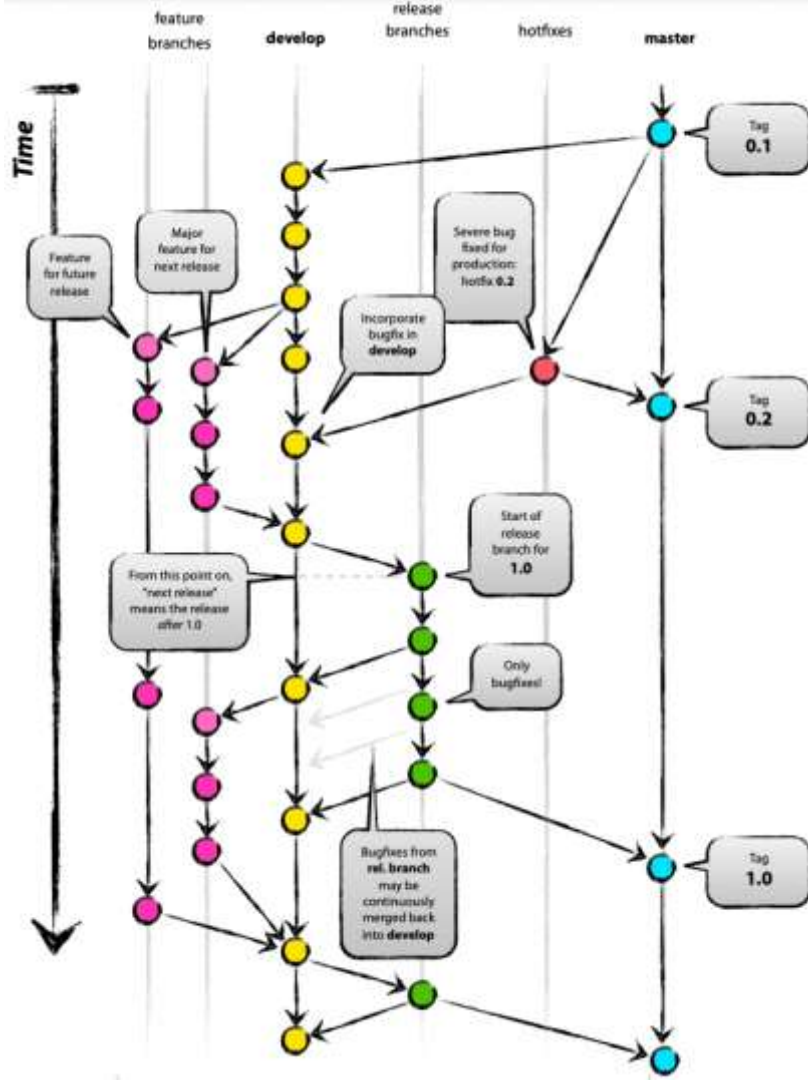 feature
branches
develop
release
branches
hotfixes
master
Time
Tag
0.1
Major
feature for
next release
Severe bug
fixed for
production:
hotfix 0.2
Feature
for future
release
Incorporate
bugfix in
develop
Tag
0.2
Start of
release
branch for
1.0
From this point on,
"next release"
means the release
after 1.0
Only
bugfixes!
Bugfixes from
rel. branch
may be
continuously
merged back
into develop
Tag
1.0